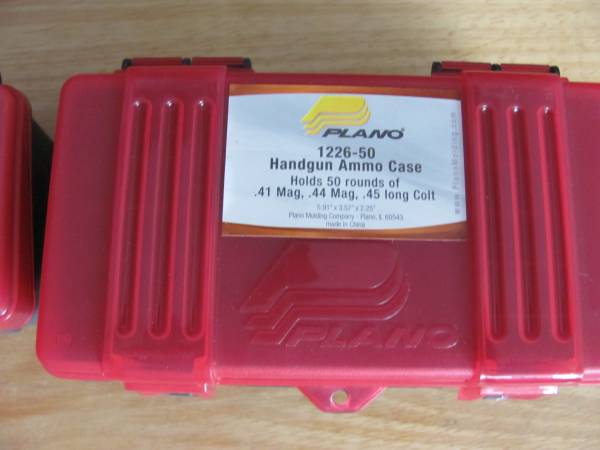 PLANO®
1226-50
Handgun Ammo Case
Holds 50 rounds of
.41 Mag, .44 Mag, .45 long Colt
5.91" x 3.57" x 2.25"
Plano Molding Company - Plano, IL 60543
made in China
www.PlanoMolding.com
PLANO